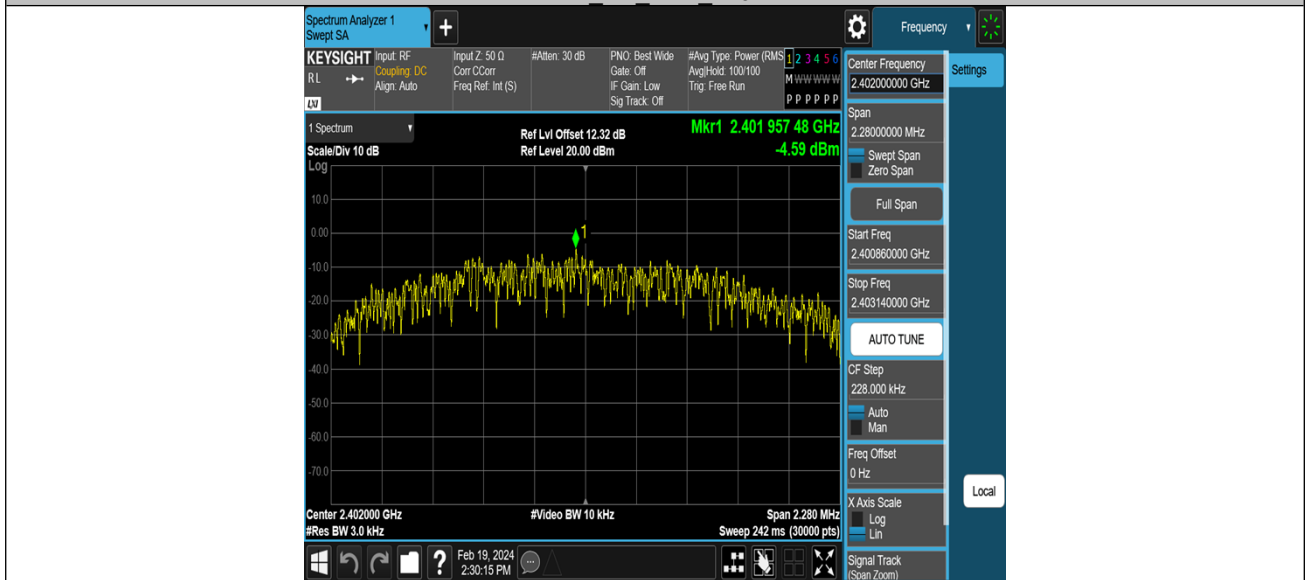 Spectrum Analyzer 1
Swept SA
+
Frequency
KEYSIGHT
R L
LXI
Input: RF
Coupling: DC
Align: Auto
Input Z: 50 Ω
Corr CCorr
Freq Ref: Int (S)
#Atten: 30 dB
PNO: Best Wide
Gate: Off
IF Gain: Low
Sig Track: Off
#Avg Type: Power (RMS
Avg|Hold: 100/100
Trig: Free Run
1 2 3 4 5 6
M W W W W W
P P P P P P
Center Frequency
2.402000000 GHz
Settings
Span
2.28000000 MHz
Swept Span
Zero Span
Full Span
Start Freq
2.400860000 GHz
Stop Freq
2.403140000 GHz
AUTO TUNE
CF Step
228.000 kHz
Auto
Man
Freq Offset
0 Hz
X Axis Scale
Log
Lin
Local
Signal Track
(Span Zoom)
1 Spectrum
Scale/Div 10 dB
Log
Ref Lvl Offset 12.32 dB
Ref Level 20.00 dBm
Mkr1 2.401 957 48 GHz
-4.59 dBm
10.0
0.00
1
-10.0
-20.0
-30.0
-40.0
-50.0
-60.0
-70.0
Center 2.402000 GHz
#Video BW 10 kHz
Span 2.280 MHz
#Res BW 3.0 kHz
Sweep 242 ms (30000 pts)
?
Feb 19, 2024
2:30:15 PM